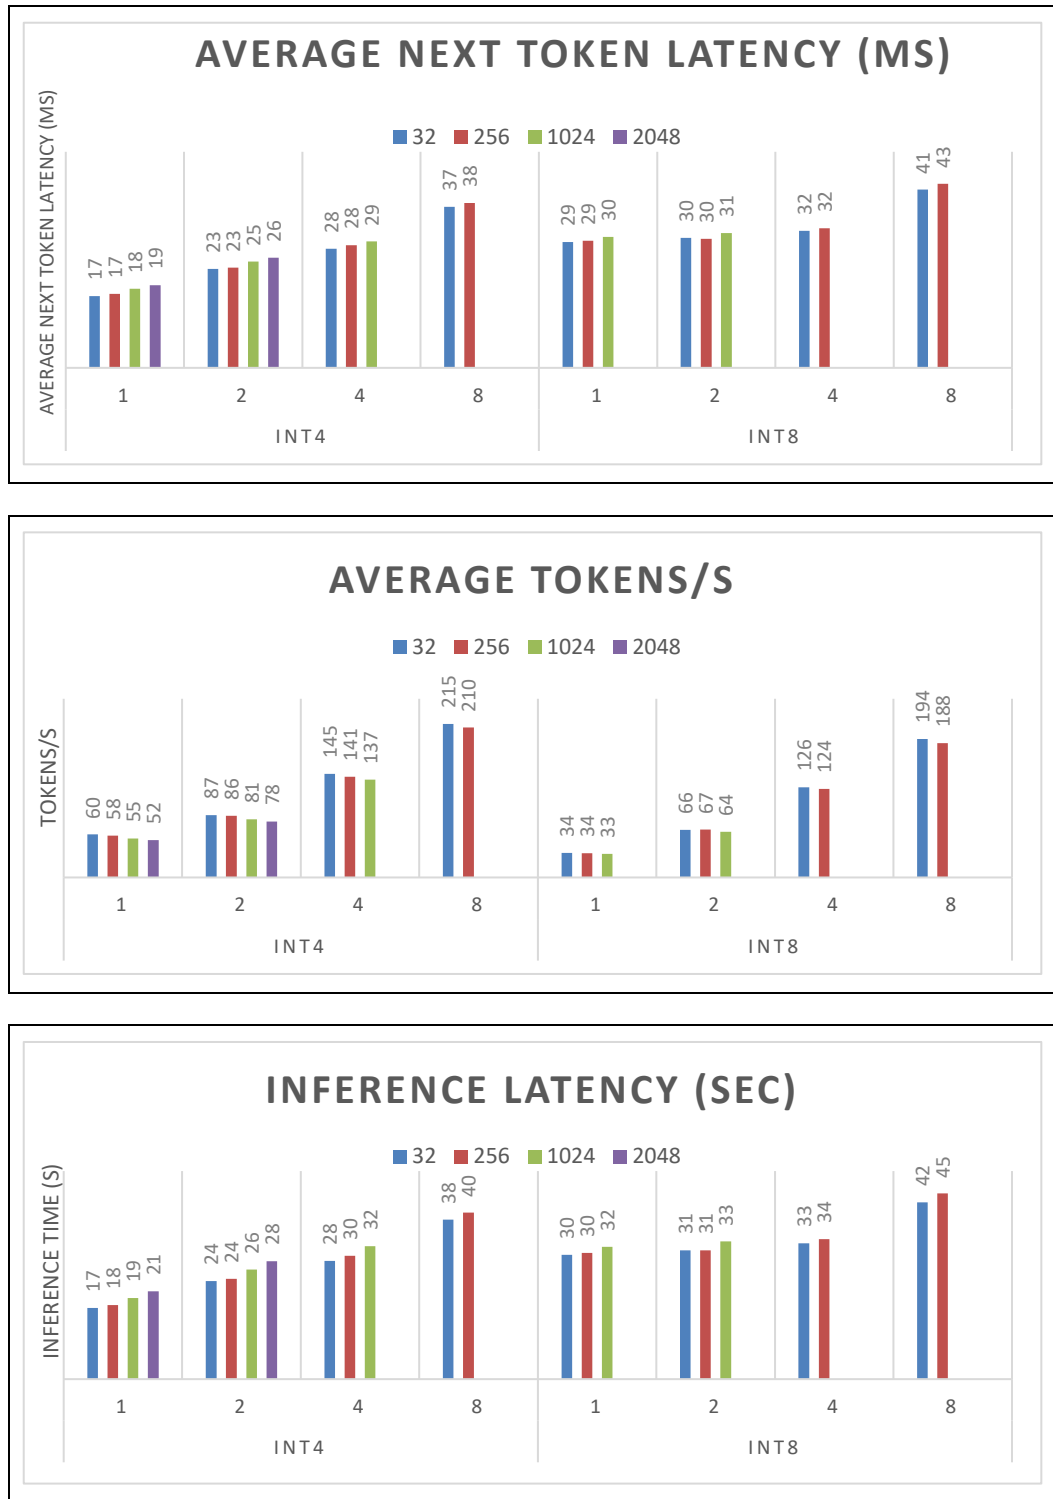 AVERAGE NEXT TOKEN LATENCY (MS)
AVERAGE NEXT TOKEN LATENCY (MS)
32 256 1024 2048
17 17 18 19 23 23 25 26 28 28 29 37 38 29 29 30 30 30 31 32 32 41 43
1 2 4 8 1 2 4 8
INT4 INT8
AVERAGE TOKENS/S
TOKENS/S
32 256 1024 2048
60 58 55 52 87 86 81 78 145 141 137 215 210 34 34 33 66 67 64 126 124 194 188
1 2 4 8 1 2 4 8
INT4 INT8
INFERENCE LATENCY (SEC)
INFERENCE TIME (S)
32 256 1024 2048
17 18 19 21 24 24 26 28 28 30 32 38 40 30 30 32 31 31 33 33 34 42 45
1 2 4 8 1 2 4 8
INT4 INT8